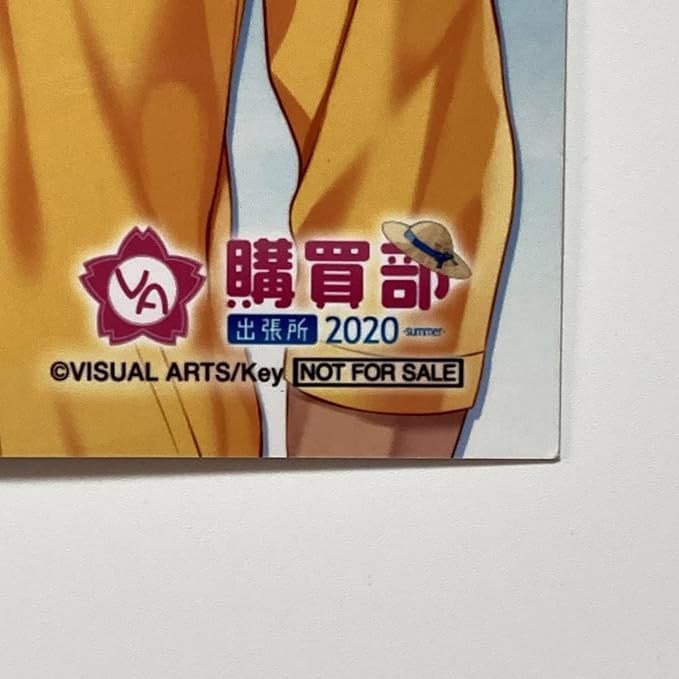 VA
購買部
出張所 2020 -summer-
©VISUAL ARTS/Key NOT FOR SALE